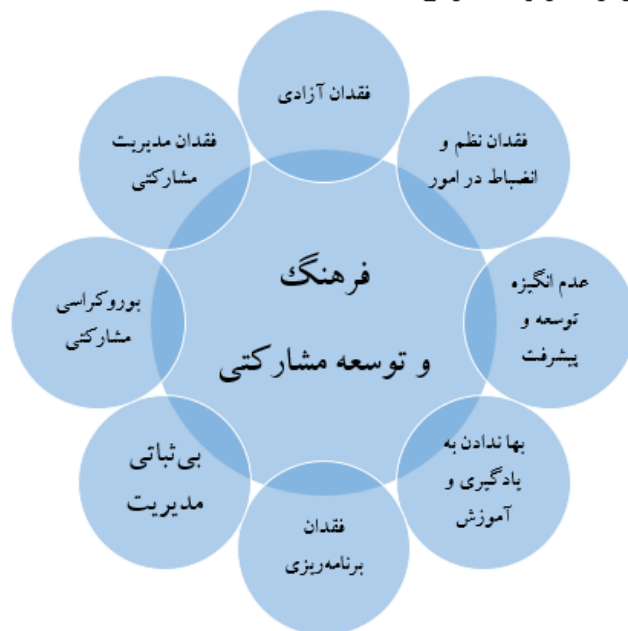 فقدان آزادی
فقدان نظم و
انضباط در امور
عدم انگیزه
توسعه و
پیشرفت
بها ندادن به
یادگیری و
آموزش
فقدان
برنامه‌ریزی
بی‌ثباتی
مدیریت
بوروکراسی
مشارکتی
فقدان مدیریت
مشارکتی
فرهنگ
و توسعه مشارکتی